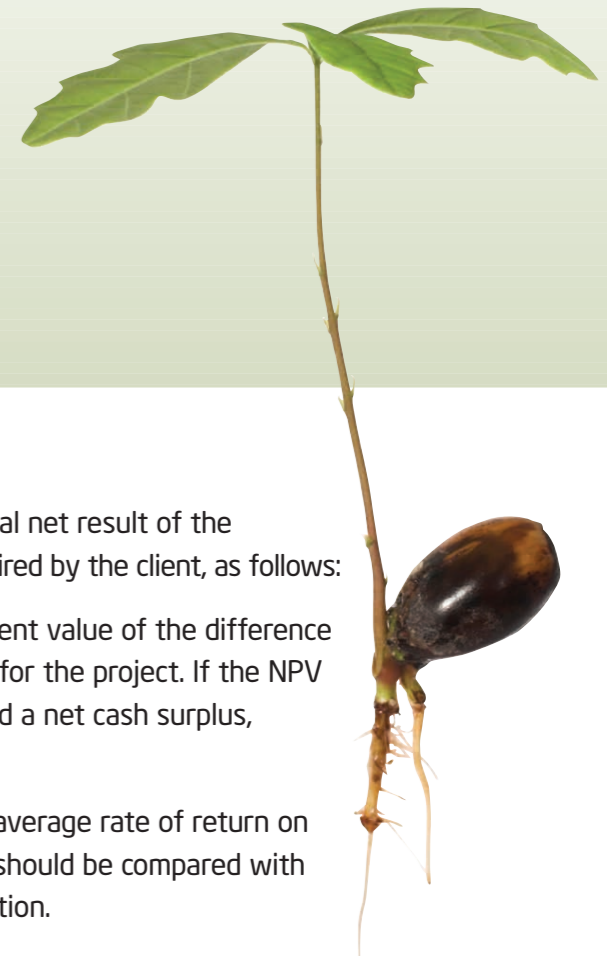 al net result of the
ired by the client, as follows:
ent value of the difference
for the project. If the NPV
d a net cash surplus,
average rate of return on
should be compared with
tion.